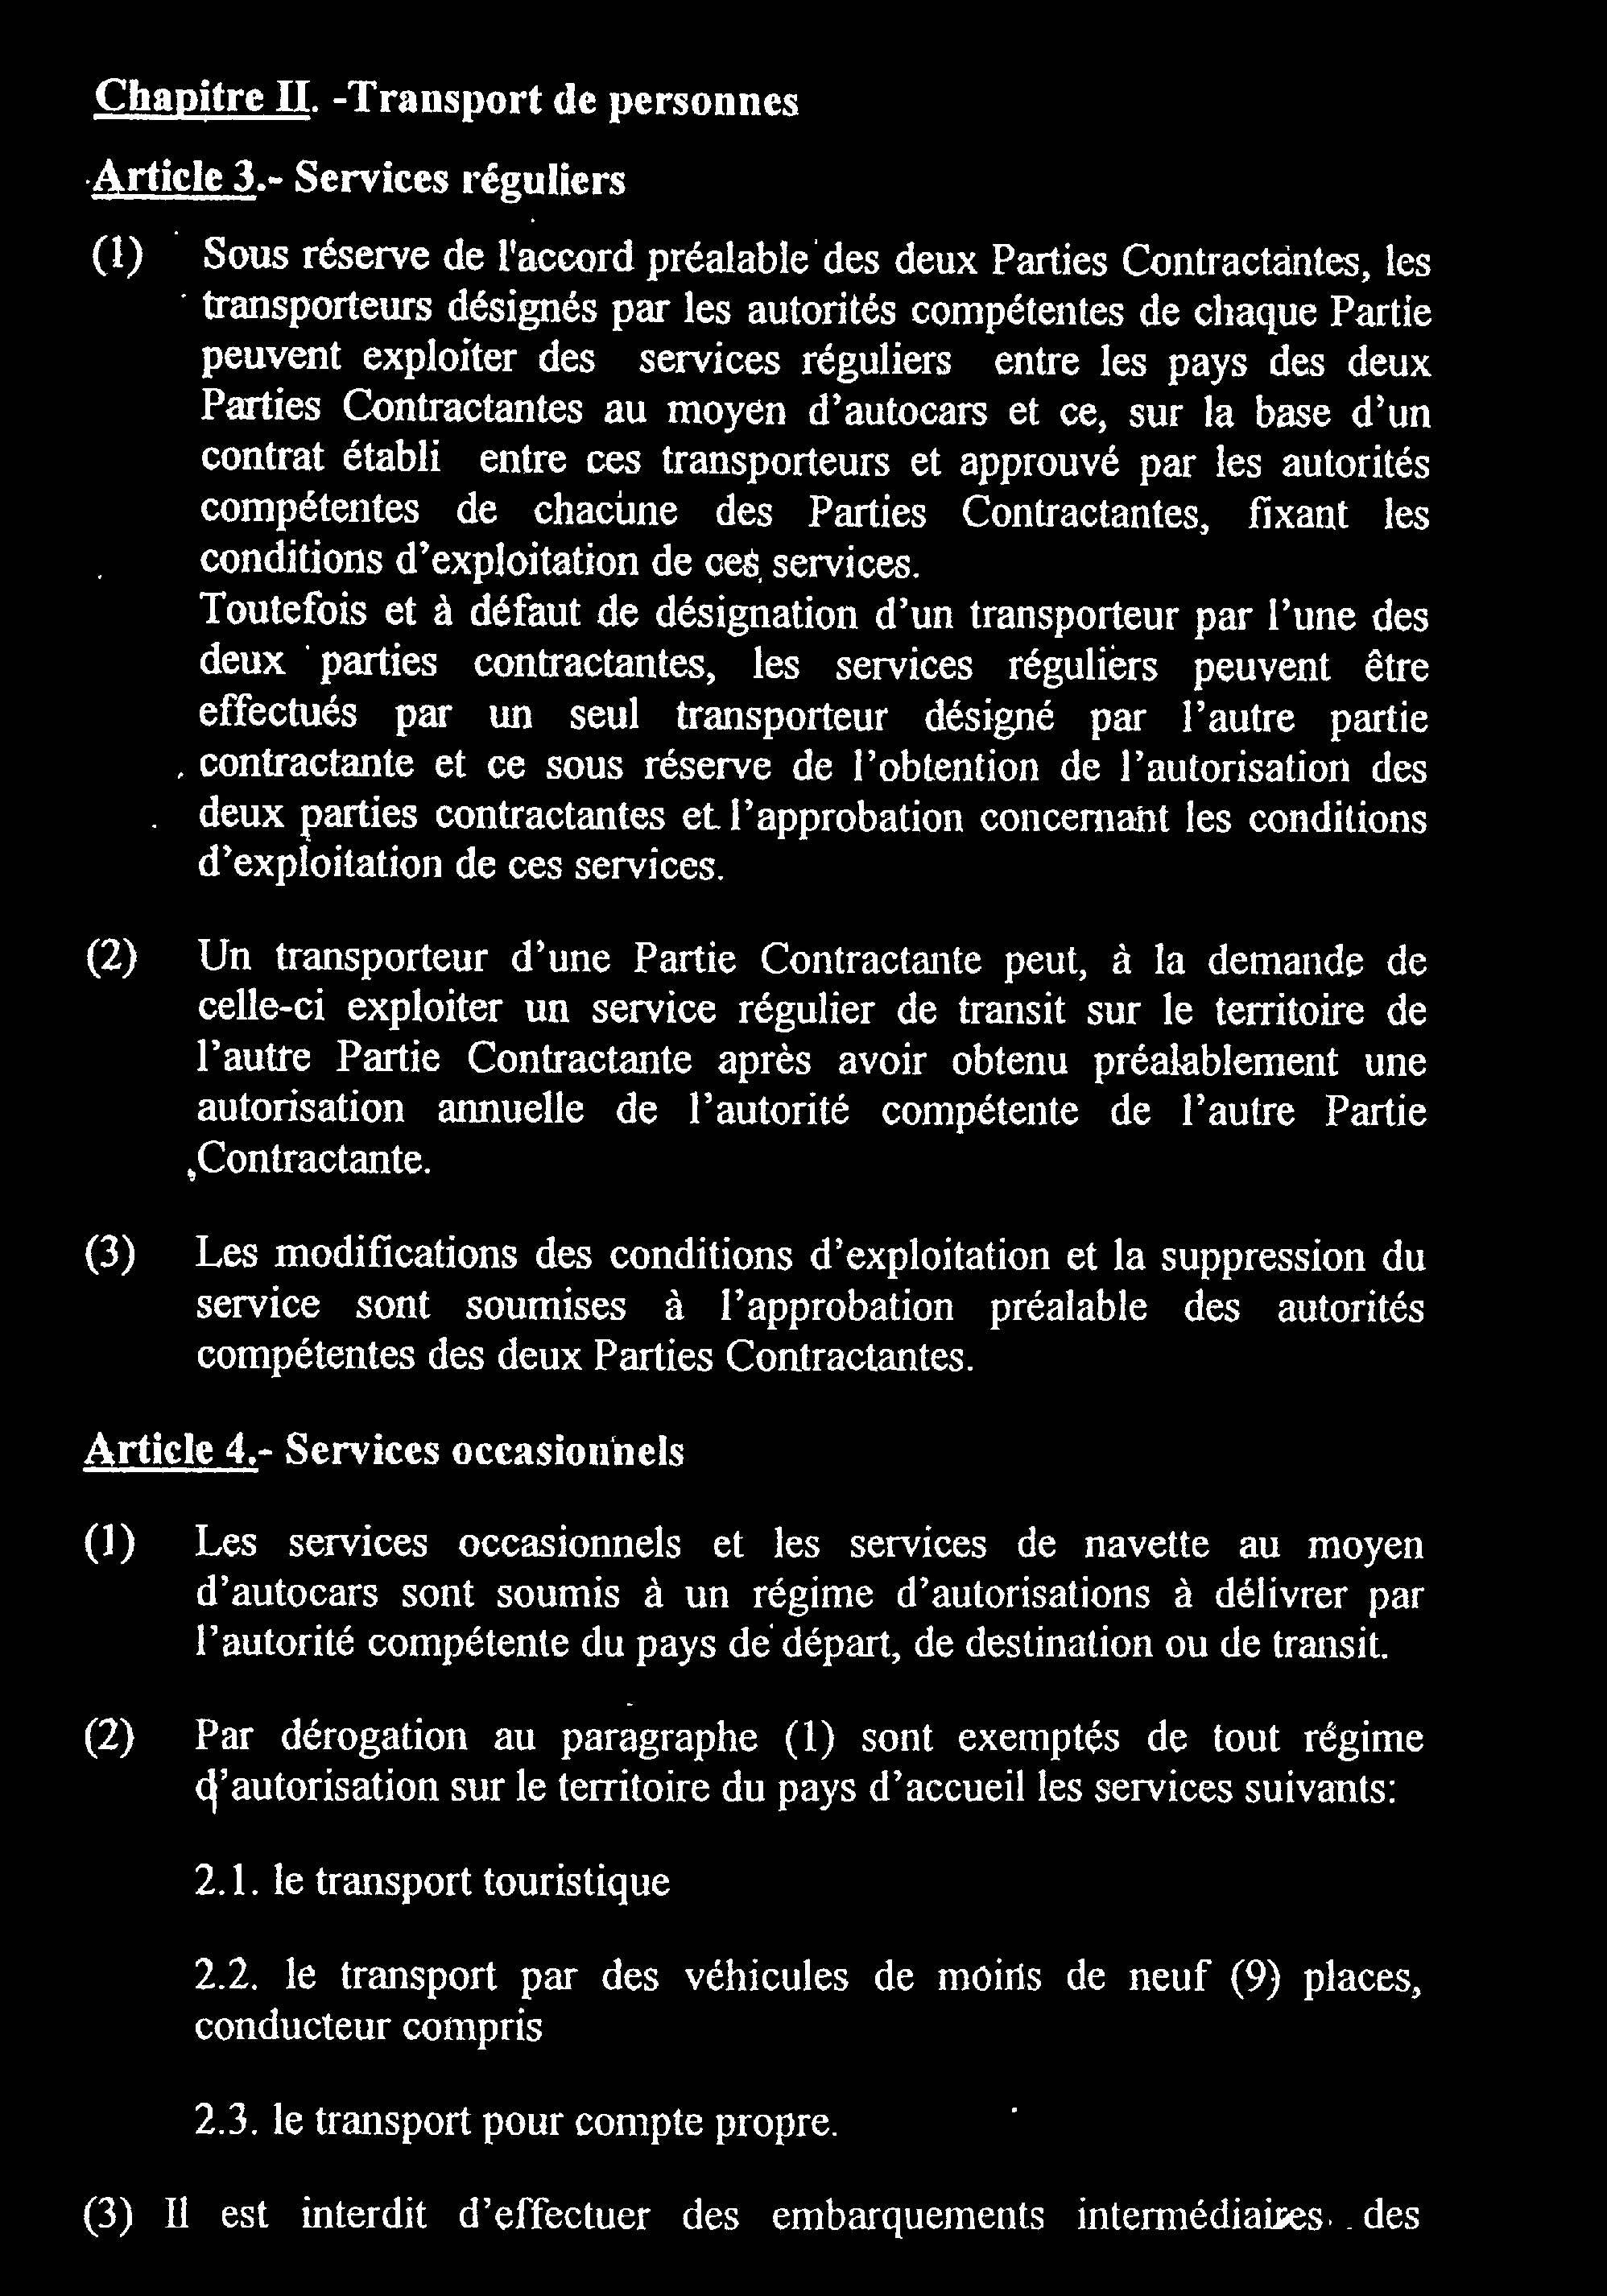 Chapitre II. -Transport de personnes
Article 3.- Services réguliers
(1) Sous réserve de l'accord préalable des deux Parties Contractantes, les
transporteurs désignés par les autorités compétentes de chaque Partie
peuvent exploiter des services réguliers entre les pays des deux
Parties Contractantes au moyen d'autocars et ce, sur la base d'un
contrat établi entre ces transporteurs et approuvé par les autorités
compétentes de chacune des Parties Contractantes, fixant les
conditions d'exploitation de ces services.
Toutefois et à défaut de désignation d'un transporteur par l'une des
deux parties contractantes, les services réguliers peuvent être
effectués par un seul transporteur désigné par l'autre partie
contractante et ce sous réserve de l'obtention de l'autorisation des
deux parties contractantes et l'approbation concernant les conditions
d'exploitation de ces services.
(2) Un transporteur d'une Partie Contractante peut, à la demande de
celle-ci exploiter un service régulier de transit sur le territoire de
l'autre Partie Contractante après avoir obtenu préalablement une
autorisation annuelle de l'autorité compétente de l'autre Partie
Contractante.
(3) Les modifications des conditions d'exploitation et la suppression du
service sont soumises à l'approbation préalable des autorités
compétentes des deux Parties Contractantes.
Article 4.- Services occasionnels
(1) Les services occasionnels et les services de navette au moyen
d'autocars sont soumis à un régime d'autorisations à délivrer par
l'autorité compétente du pays de départ, de destination ou de transit.
(2) Par dérogation au paragraphe (1) sont exemptés de tout régime
d'autorisation sur le territoire du pays d'accueil les services suivants:
2.1. le transport touristique
2.2. le transport par des véhicules de moins de neuf (9) places,
conducteur compris
2.3. le transport pour compte propre.
(3) Il est interdit d'effectuer des embarquements intermédiaires des